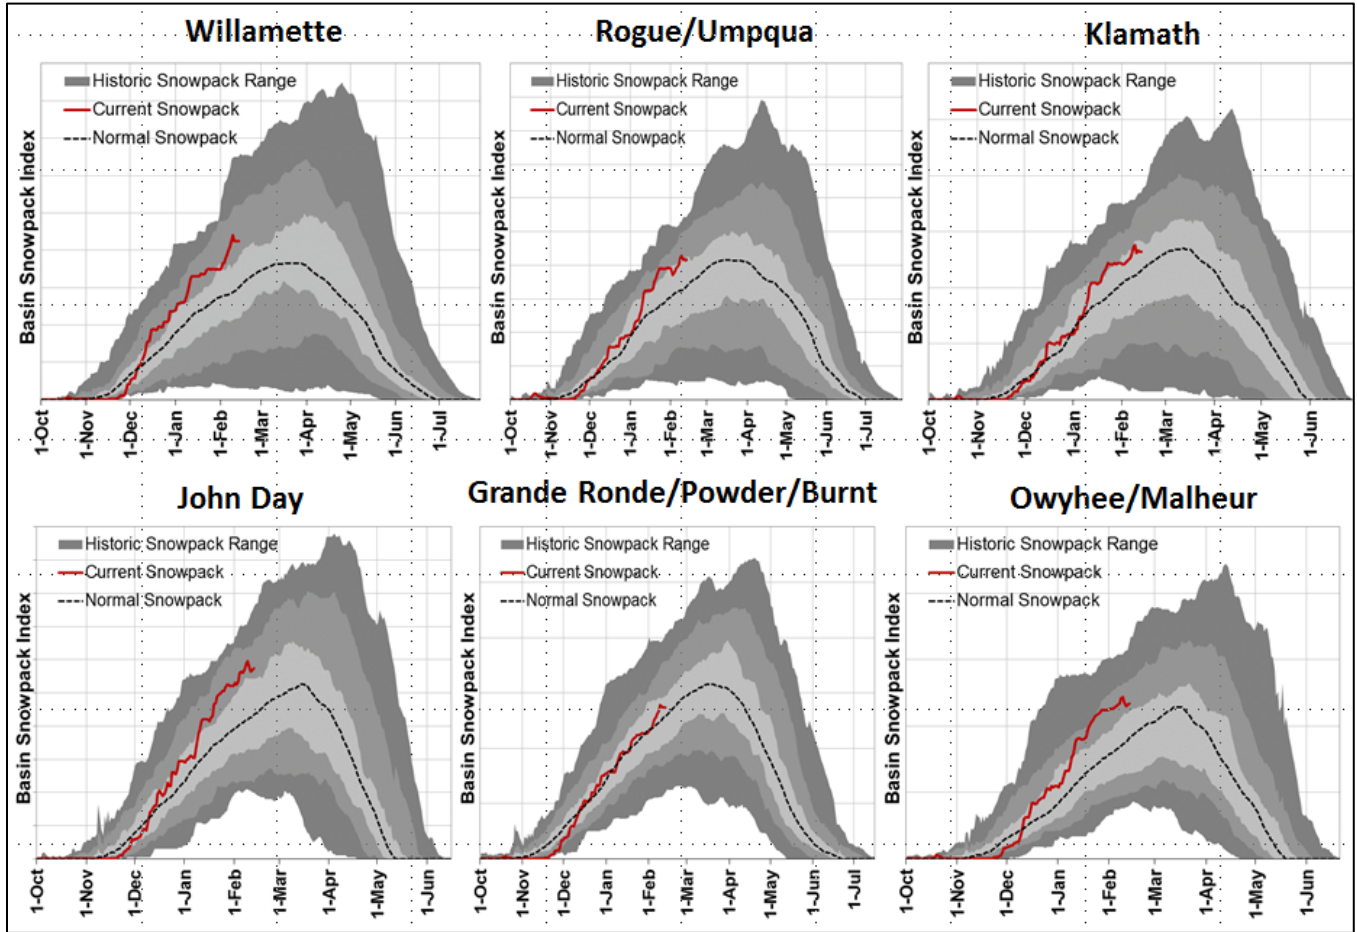 Willamette
Historic Snowpack Range
Current Snowpack
Normal Snowpack
Basin Snowpack Index
1-Oct
1-Nov
1-Dec
1-Jan
1-Feb
1-Mar
1-Apr
1-May
1-Jun
1-Jul
Rogue/Umpqua
Historic Snowpack Range
Current Snowpack
Normal Snowpack
Basin Snowpack Index
1-Oct
1-Nov
1-Dec
1-Jan
1-Feb
1-Mar
1-Apr
1-May
1-Jun
1-Jul
Klamath
Historic Snowpack Range
Current Snowpack
Normal Snowpack
Basin Snowpack Index
1-Oct
1-Nov
1-Dec
1-Jan
1-Feb
1-Mar
1-Apr
1-May
1-Jun
John Day
Historic Snowpack Range
Current Snowpack
Normal Snowpack
Basin Snowpack Index
1-Oct
1-Nov
1-Dec
1-Jan
1-Feb
1-Mar
1-Apr
1-May
1-Jun
Grande Ronde/Powder/Burnt
Historic Snowpack Range
Current Snowpack
Normal Snowpack
Basin Snowpack Index
1-Oct
1-Nov
1-Dec
1-Jan
1-Feb
1-Mar
1-Apr
1-May
1-Jun
1-Jul
Owyhee/Malheur
Historic Snowpack Range
Current Snowpack
Normal Snowpack
Basin Snowpack Index
1-Oct
1-Nov
1-Dec
1-Jan
1-Feb
1-Mar
1-Apr
1-May
1-Jun